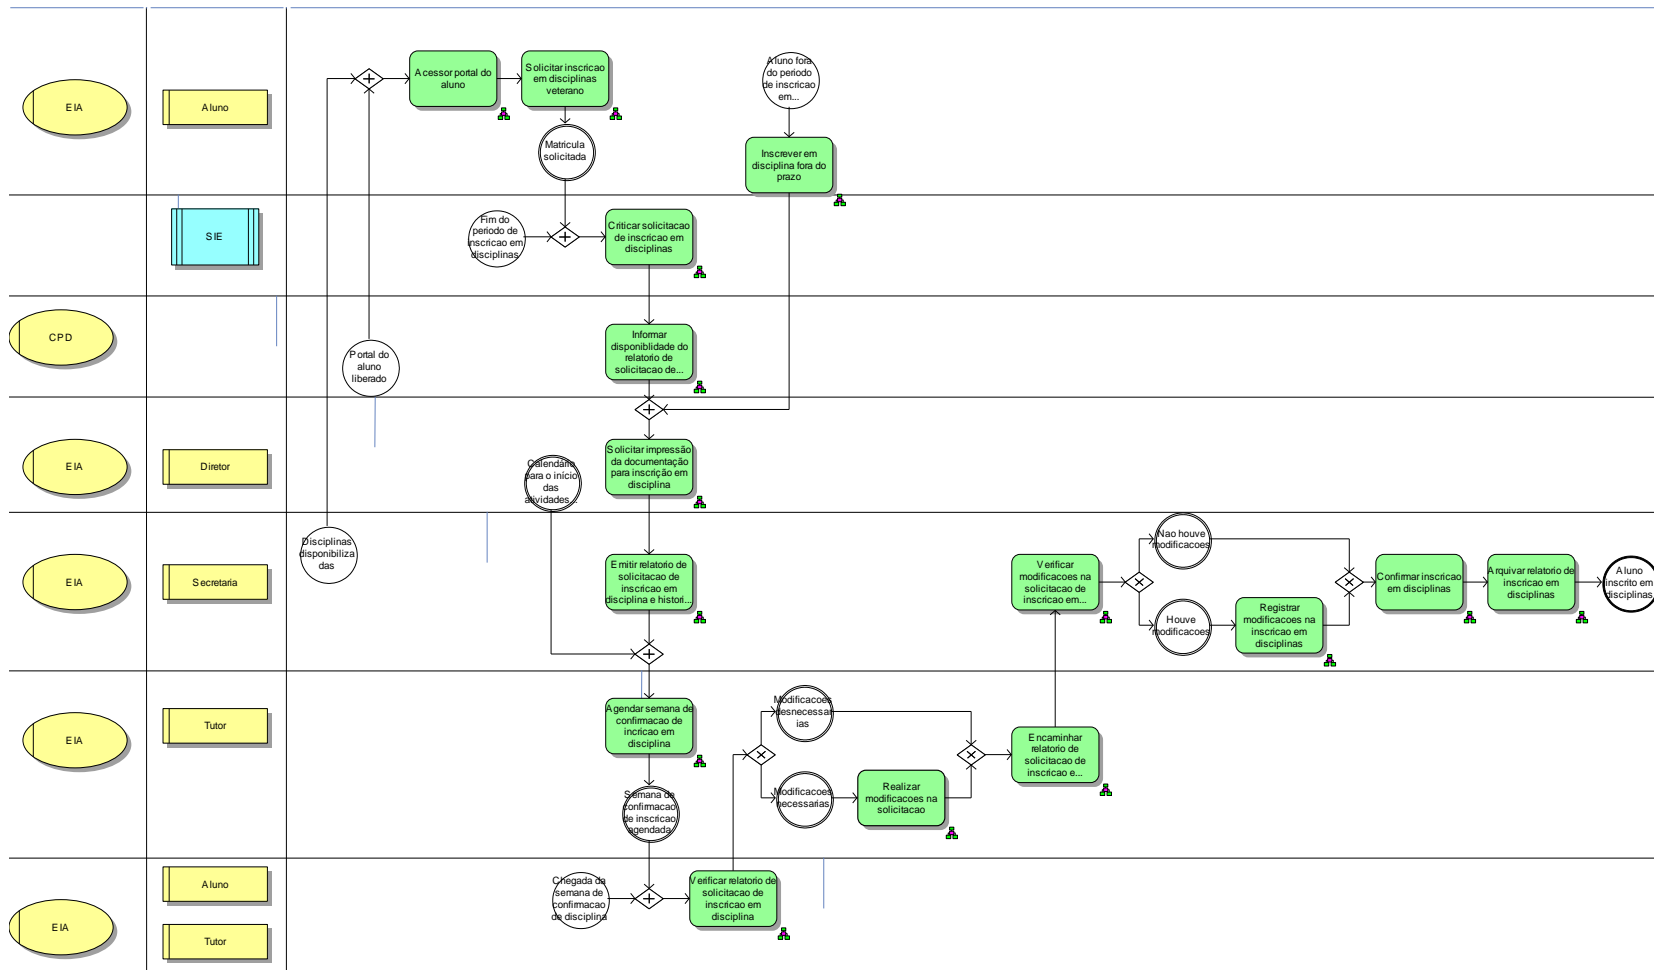 EIA
Aluno
Acessor portal do
aluno
Solicitar inscricao
em disciplinas
veterano
Matricula
solicitada
Aluno fora
do periodo
de inscricao
em...
Inscrever em
disciplina fora do
prazo
SIE
Fim do
periodo de
inscricao em
disciplinas
Criticar solicitacao
de inscricao em
disciplinas
CPD
Portal do
aluno
liberado
Informar
disponiblidade do
relatorio de
solicitacao de...
EIA
Diretor
Calendário
para o início
das
atividades...
Solicitar impressão
da documentação
para inscrição em
disciplina
EIA
Secretaria
Disciplinas
disponibiliza
das
Emitir relatorio de
solicitacao de
inscricao em
disciplina e histori...
Verificar
modificacoes na
solicitacao de
inscricao em...
Nao houve
modificacoes
Houve
modificacoes
Registrar
modificacoes na
inscricao em
disciplinas
Confirmar inscricao
em disciplinas
Arquivar relatorio de
inscricao em
disciplinas
Aluno
inscrito em
disciplinas
EIA
Tutor
Agendar semana de
confirmacao de
incricao em
disciplina
Semana de
confirmacao
de inscricao
agendada
Modificacoes
desnecessar
ias
Modificacoes
necessarias
Realizar
modificacoes na
solicitacao
Encaminhar
relatorio de
solicitacao de
inscricao e...
EIA
Aluno
Tutor
Chegada da
semana de
confirmacao
de disciplina
Verificar relatorio de
solicitacao de
inscricao em
disciplina